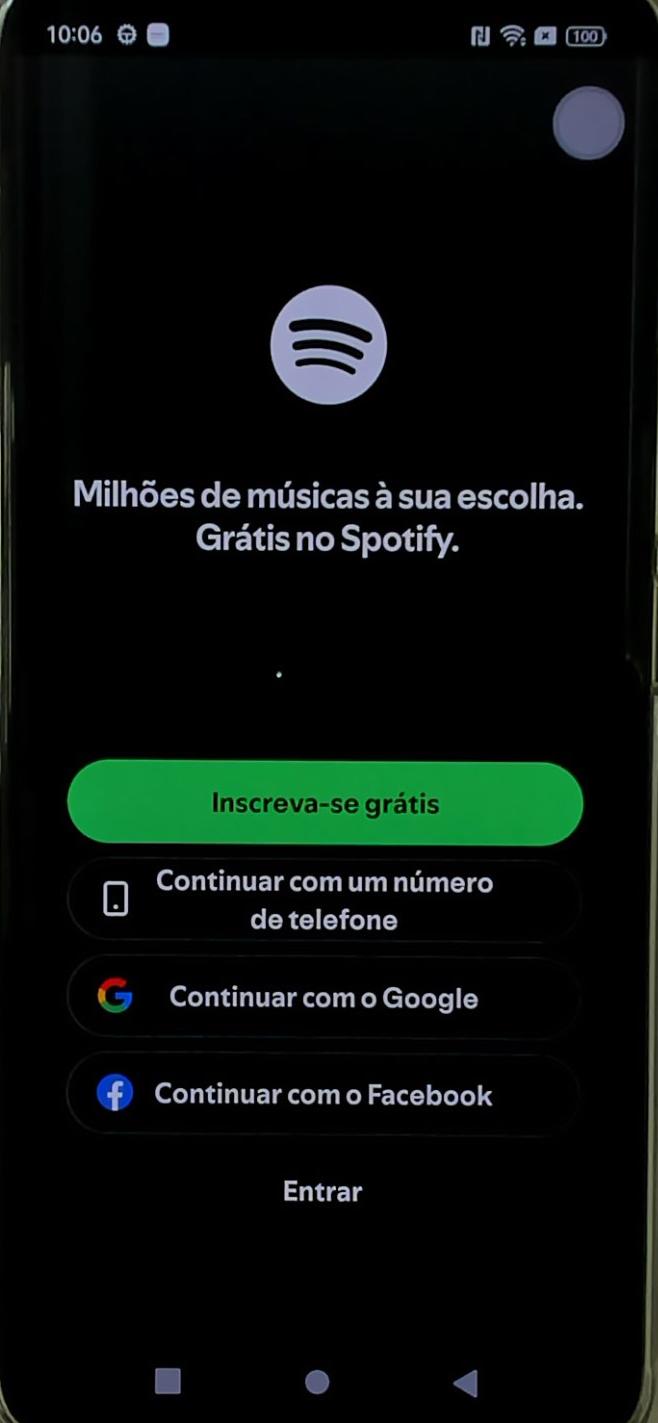 10:06
100
Milhões de músicas à sua escolha.
Grátis no Spotify.
Inscreva-se grátis
Continuar com um número
de telefone
Continuar com o Google
Continuar com o Facebook
Entrar